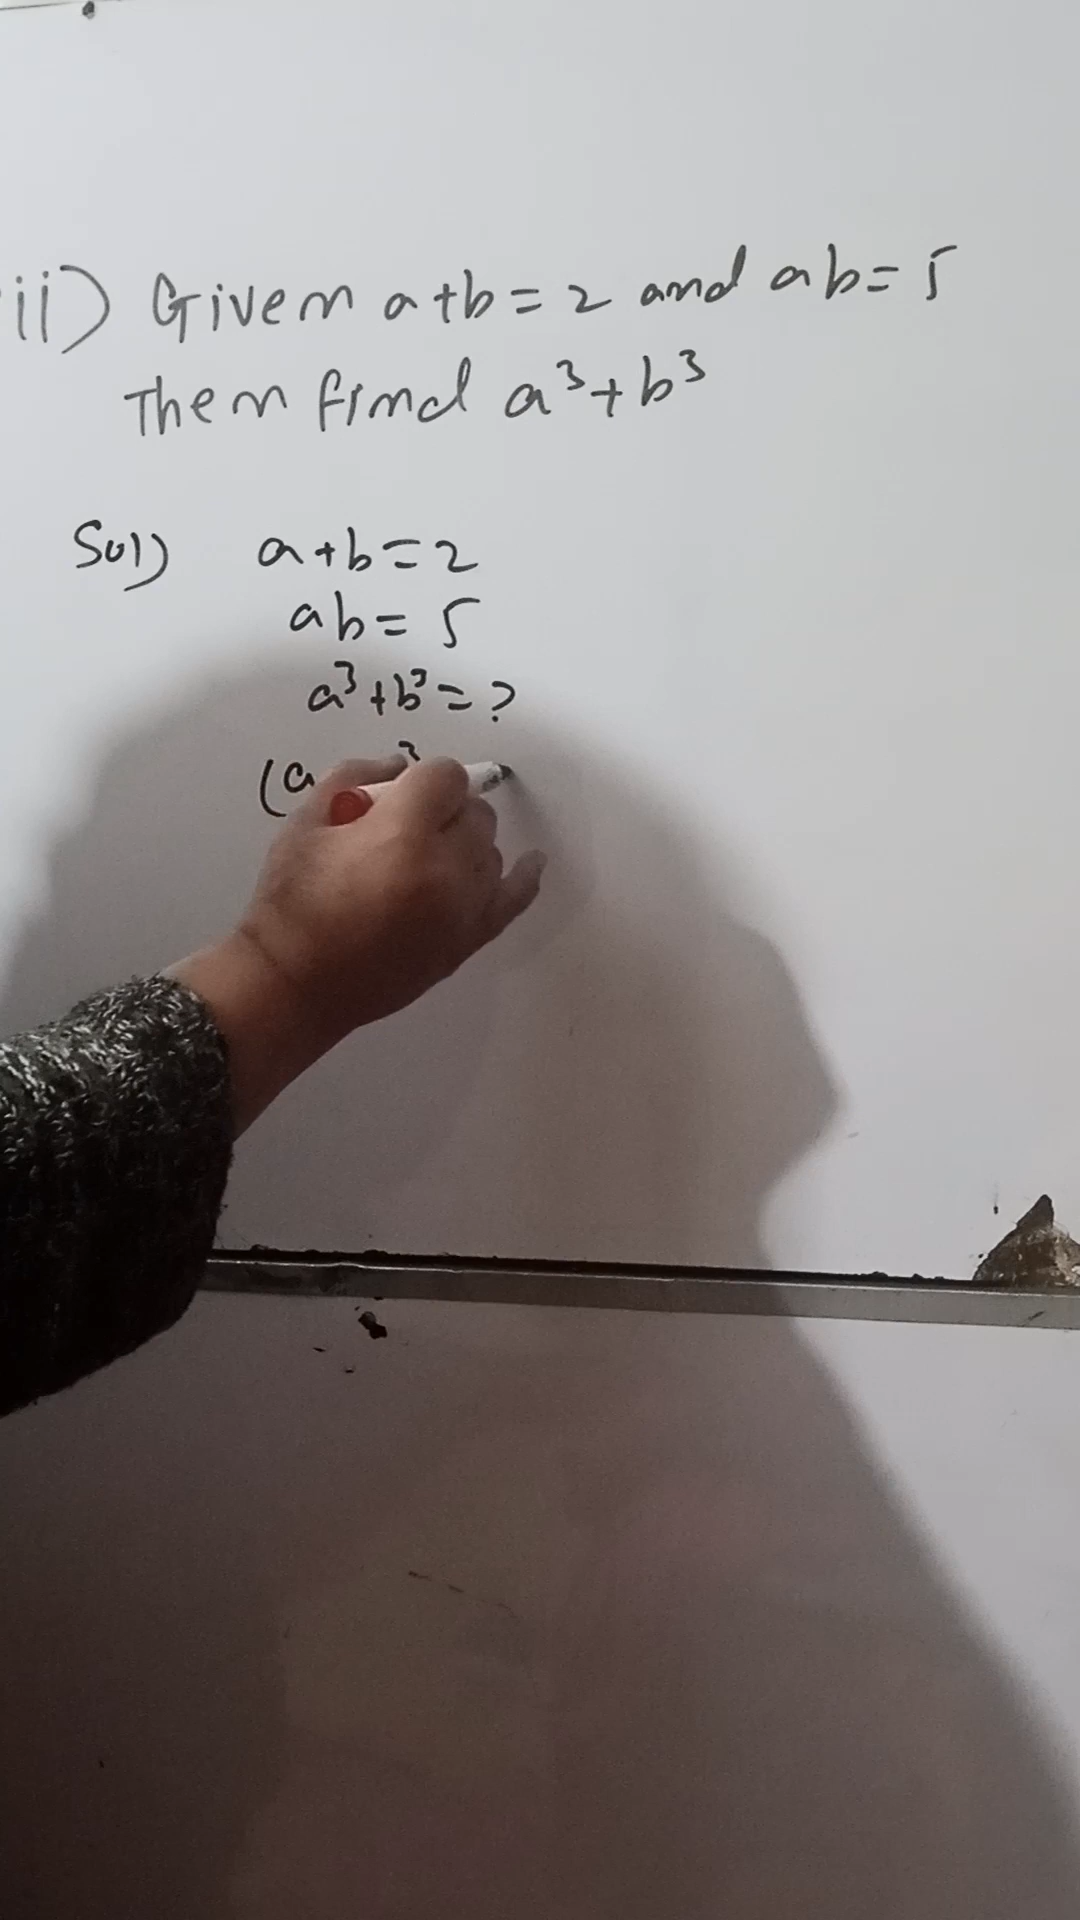 ii) Given a+b=2 and ab=5
Then find a³+b³
Sol) a+b=2
ab=5
a³+b³=?
(a